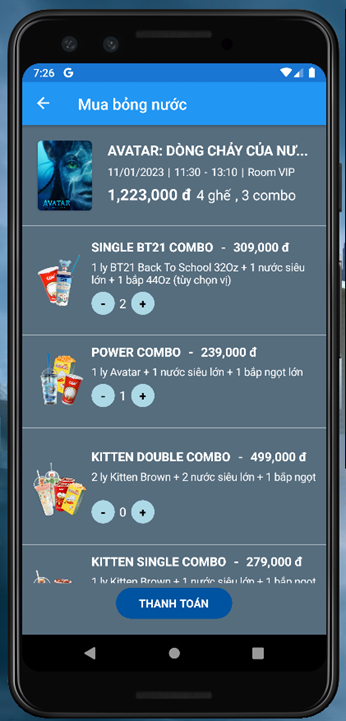 7:26 G
Mua bỏng nước
AVATAR: DÒNG CHẢY CỦA NƯ...
11/01/2023 | 11:30 - 13:10 | Room VIP
1,223,000 đ 4 ghế , 3 combo
AVATAR
SINGLE BT21 COMBO - 309,000 đ
1 ly BT21 Back To School 32Oz + 1 nước siêu
lớn + 1 bắp 44Oz (tùy chọn vị)
- 2 +
POWER COMBO - 239,000 đ
1 ly Avatar + 1 nước siêu lớn + 1 bắp ngọt lớn
- 1 +
KITTEN DOUBLE COMBO - 499,000 đ
2 ly Kitten Brown + 2 nước siêu lớn + 1 bắp ngọt
- 0 +
KITTEN SINGLE COMBO - 279,000 đ
1 ly Kitten Brown + 1 nước siêu lớn + 1 bắp ngọt
THANH TOÁN